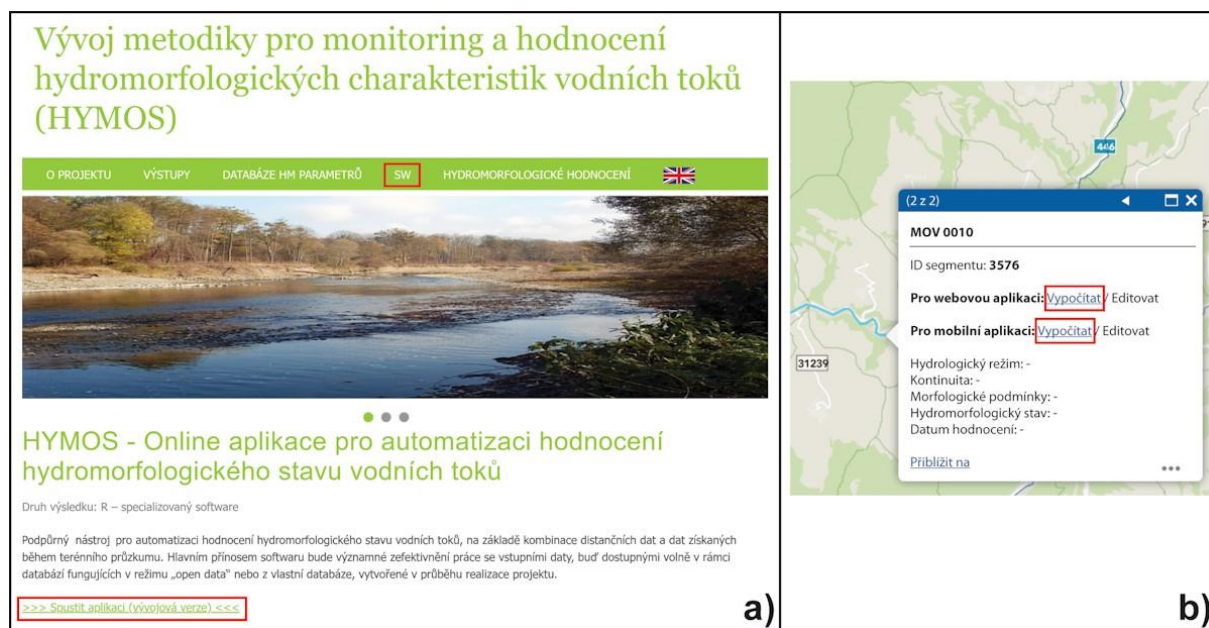 Vývoj metodiky pro monitoring a hodnocení
hydromorfologických charakteristik vodních toků
(HYMOS)
O PROJEKTU VÝSTUPY DATABÁZE HM PARAMETRŮ SW HYDROMORFOLOGICKÉ HODNOCENÍ
HYMOS - Online aplikace pro automatizaci hodnocení
hydromorfologického stavu vodních toků
Druh výsledku: R – specializovaný software
Podpůrný nástroj pro automatizaci hodnocení hydromorfologického stavu vodních toků, na základě kombinace distančních dat a dat získaných
během terénního průzkumu. Hlavním přínosem softwaru bude významné zefektivnění práce se vstupními daty, buď dostupnými volně v rámci
databází fungujících v režimu „open data“ nebo z vlastní databáze, vytvořené v průběhu realizace projektu.
>>> Spustit aplikaci (vývojová verze) <<<
a)
446
(2 z 2)
MOV 0010
ID segmentu: 3576
Pro webovou aplikaci: Vypočítat / Editovat
Pro mobilní aplikaci: Vypočítat / Editovat
31239
Hydrologický režim: -
Kontinuita: -
Morfologické podmínky: -
Hydromorfologický stav: -
Datum hodnocení: -
Přiblížit na
b)